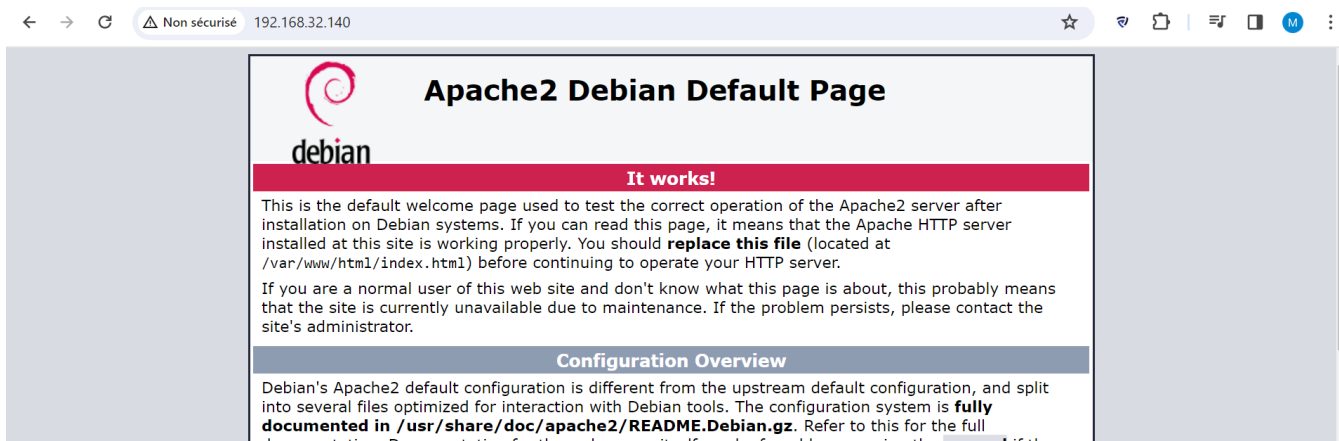 Non sécurisé 192.168.32.140 M
debian
Apache2 Debian Default Page
It works!
This is the default welcome page used to test the correct operation of the Apache2 server after
installation on Debian systems. If you can read this page, it means that the Apache HTTP server
installed at this site is working properly. You should replace this file (located at
/var/www/html/index.html) before continuing to operate your HTTP server.
If you are a normal user of this web site and don't know what this page is about, this probably means
that the site is currently unavailable due to maintenance. If the problem persists, please contact the
site's administrator.
Configuration Overview
Debian's Apache2 default configuration is different from the upstream default configuration, and split
into several files optimized for interaction with Debian tools. The configuration system is fully
documented in /usr/share/doc/apache2/README.Debian.gz. Refer to this for the full